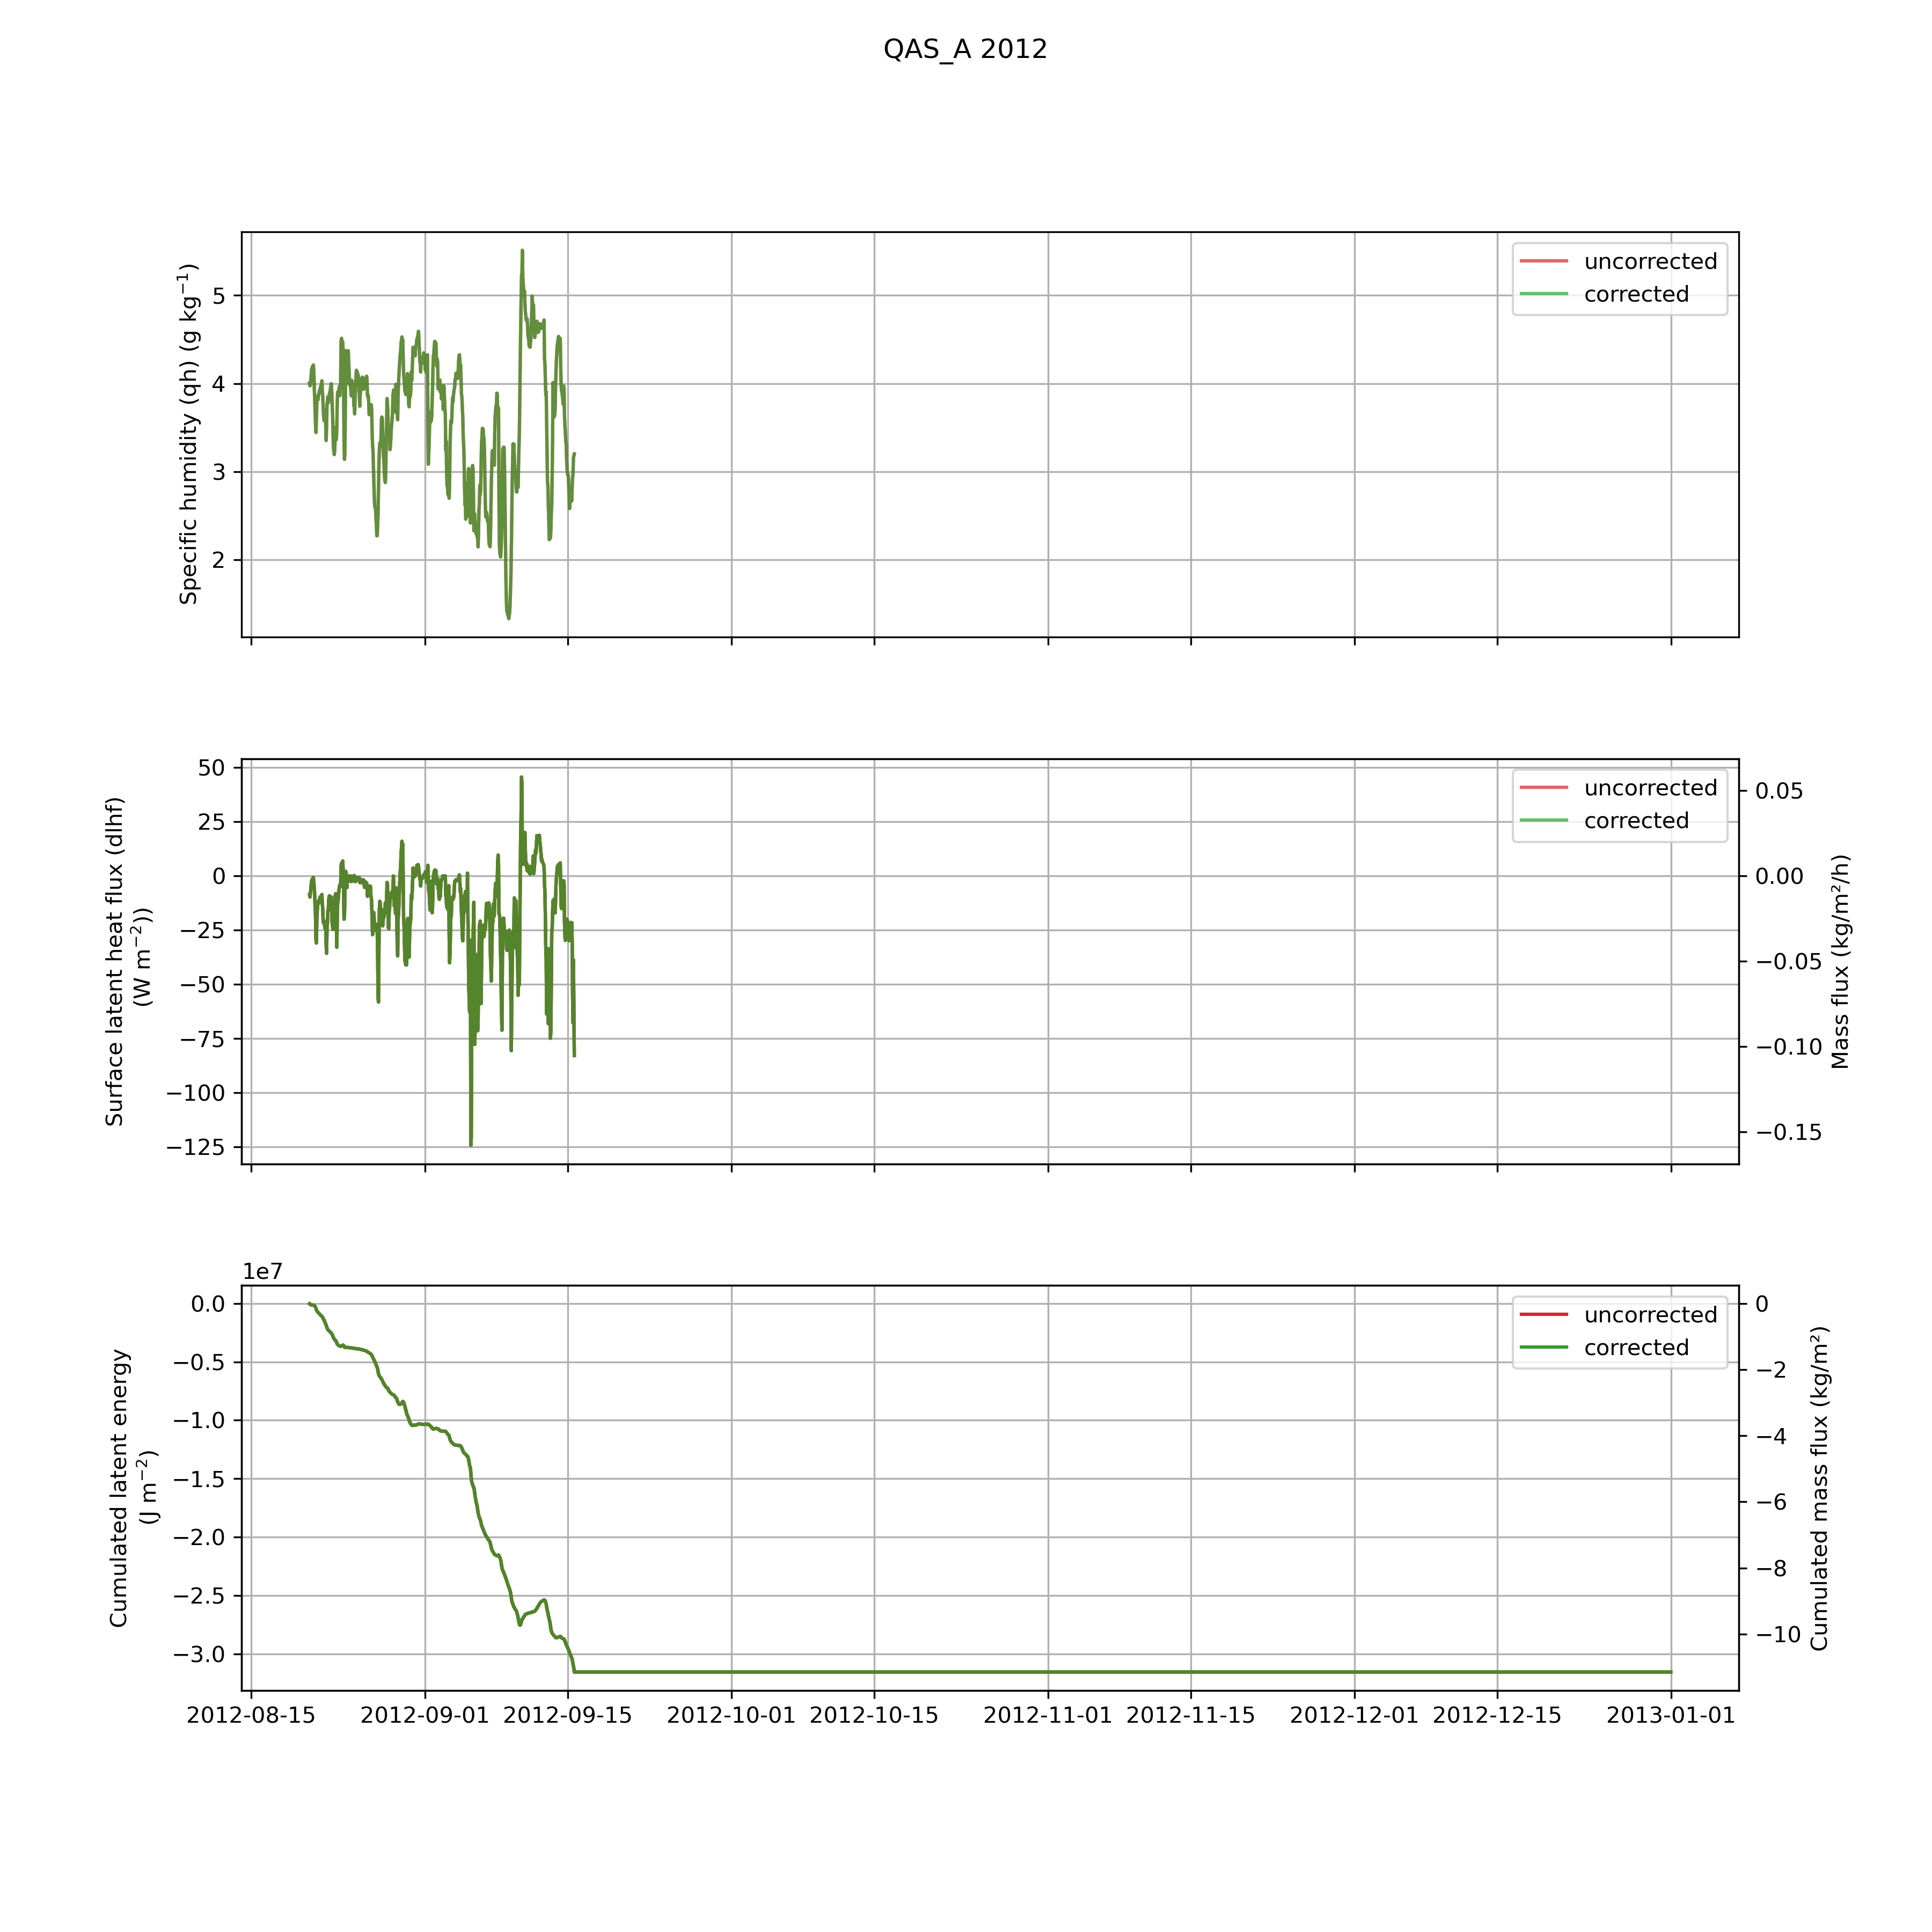 QAS_A 2012
Specific humidity (qh) (g kg⁻¹)
5
4
3
2
uncorrected
corrected
Surface latent heat flux (dlhf)
(W m⁻²))
50
25
0
−25
−50
−75
−100
−125
uncorrected
corrected
0.05
0.00
−0.05
−0.10
−0.15
Mass flux (kg/m²/h)
1e7
Cumulated latent energy
(J m⁻²)
0.0
−0.5
−1.0
−1.5
−2.0
−2.5
−3.0
uncorrected
corrected
0
−2
−4
−6
−8
−10
Cumulated mass flux (kg/m²)
2012-08-15 2012-09-01 2012-09-15 2012-10-01 2012-10-15 2012-11-01 2012-11-15 2012-12-01 2012-12-15 2013-01-01